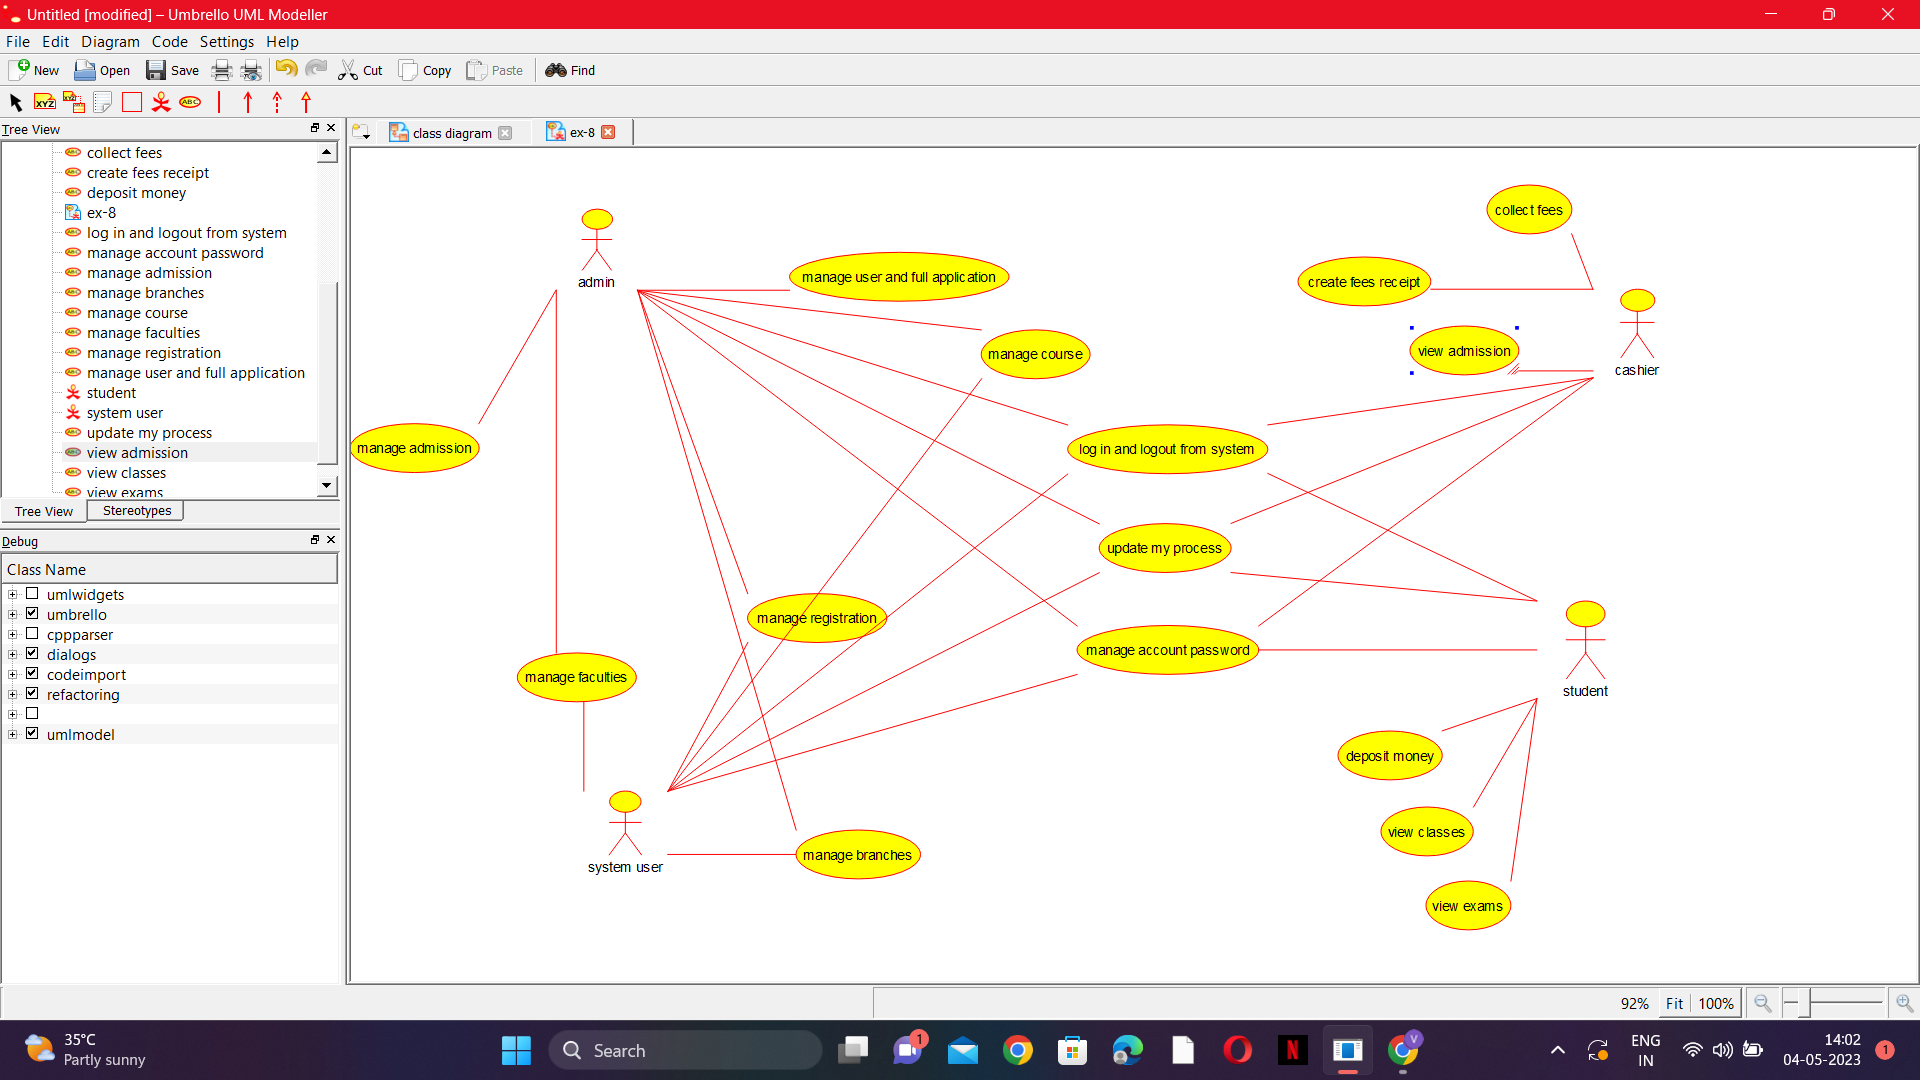 Untitled [modified] – Umbrello UML Modeller
File Edit Diagram Code Settings Help
New Open Save Cut Copy Paste Find
XYZ XYZ ABC
Tree View
class diagram ex-8
collect fees
create fees receipt
deposit money
ex-8
log in and logout from system
manage account password
manage admission
manage branches
manage course
manage faculties
manage registration
manage user and full application
student
system user
update my process
view admission
view classes
view exams
Tree View Stereotypes
Debug
Class Name
umlwidgets
umbrello
cppparser
dialogs
codeimport
refactoring
umlmodel
collect fees
admin
manage user and full application
create fees receipt
manage course
view admission
cashier
manage admission
log in and logout from system
update my process
manage registration
manage account password
manage faculties
student
deposit money
view classes
system user
manage branches
view exams
92% Fit 100%
35°C
Partly sunny
Search
1
N
V
ENG
IN
14:02
04-05-2023
1